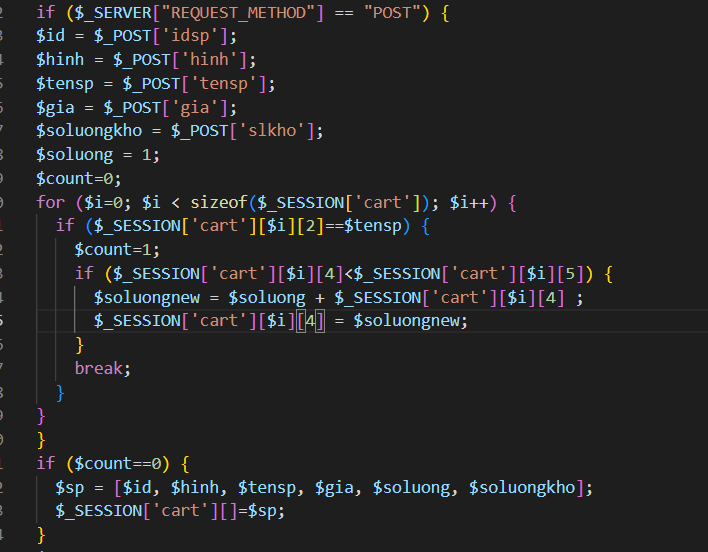 if ($_SERVER["REQUEST_METHOD"] == "POST") {
$id = $_POST['idsp'];
$hinh = $_POST['hinh'];
$tensp = $_POST['tensp'];
$gia = $_POST['gia'];
$soluongkho = $_POST['slkho'];
$soluong = 1;
$count=0;
for ($i=0; $i < sizeof($_SESSION['cart']); $i++) {
  if ($_SESSION['cart'][$i][2]==$tensp) {
    $count=1;
    if ($_SESSION['cart'][$i][4]<$_SESSION['cart'][$i][5]) {
      $soluongnew = $soluong + $_SESSION['cart'][$i][4] ;
      $_SESSION['cart'][$i][4] = $soluongnew;
    }
    break;
  }
}
}
if ($count==0) {
  $sp = [$id, $hinh, $tensp, $gia, $soluong, $soluongkho];
  $_SESSION['cart'][]=$sp;
}